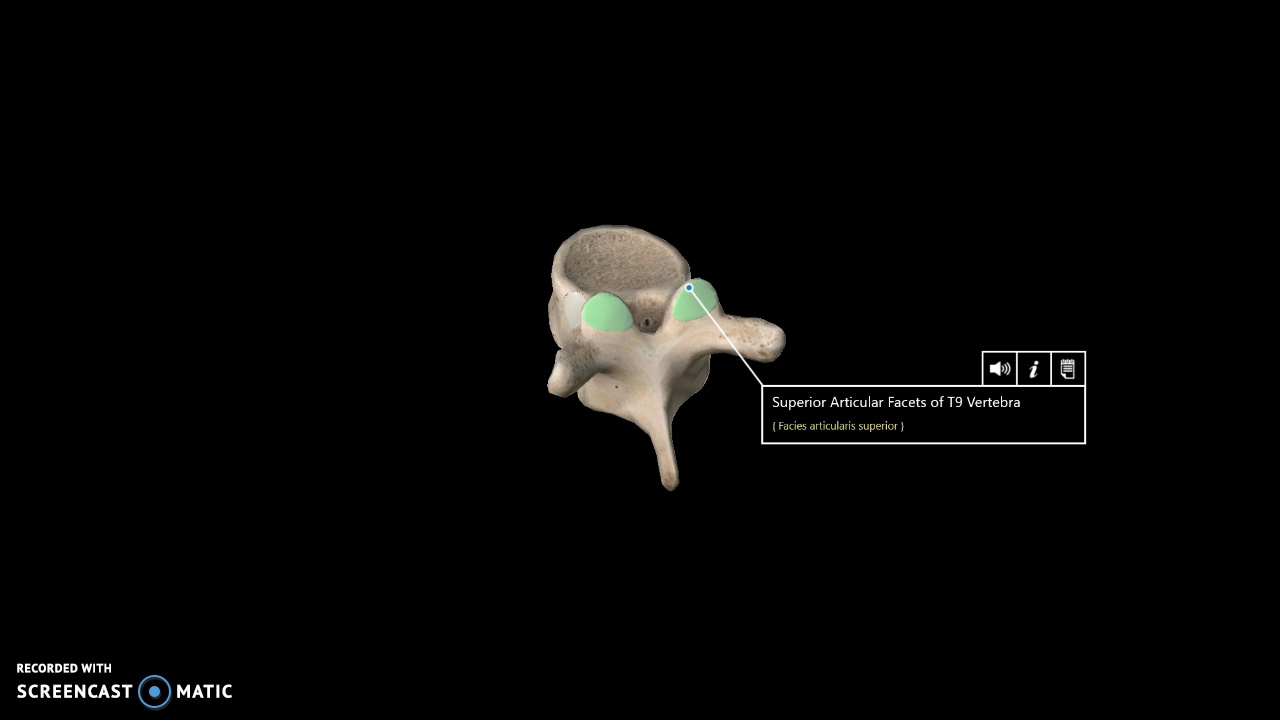 Superior Articular Facets of T9 Vertebra
{ Facies articularis superior }
RECORDED WITH
SCREENCAST MATIC